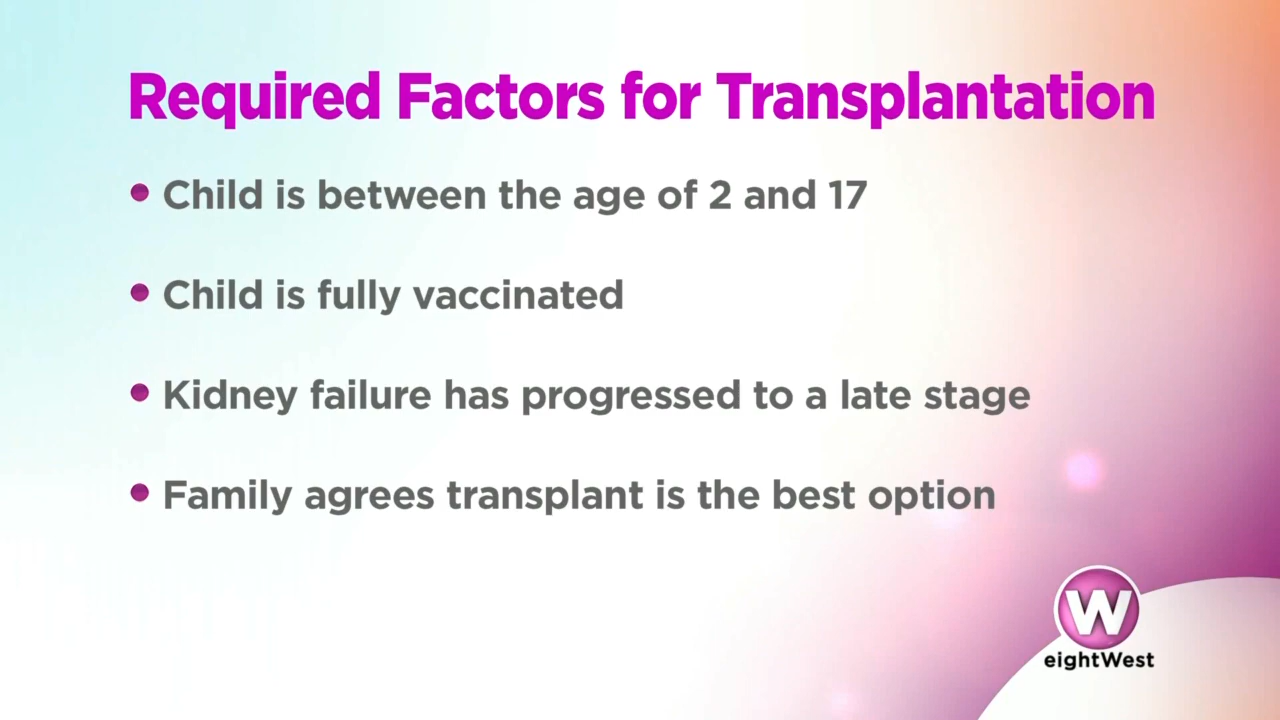 Required Factors for Transplantation
• Child is between the age of 2 and 17
• Child is fully vaccinated
• Kidney failure has progressed to a late stage
• Family agrees transplant is the best option
W
eightWest